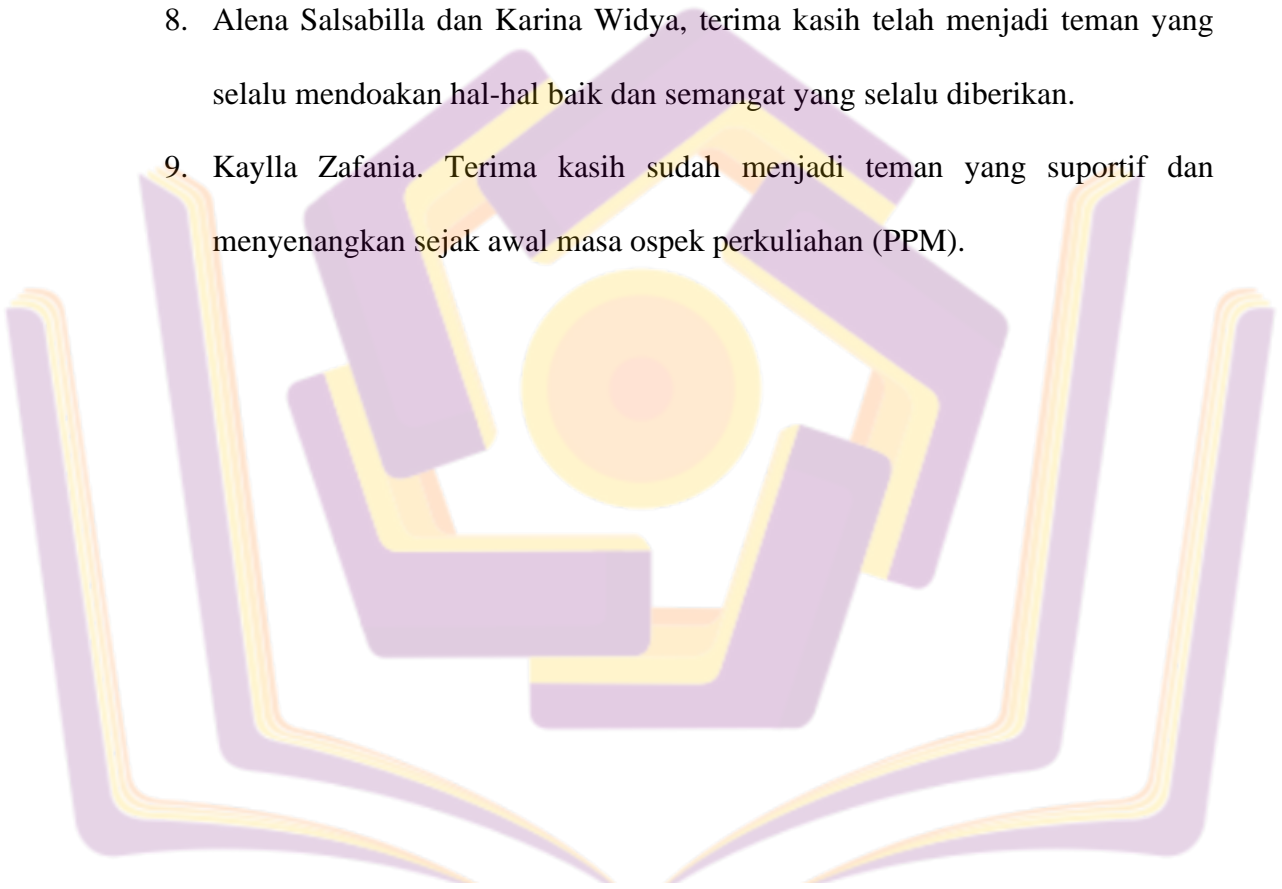 8. Alena Salsabilla dan Karina Widya, terima kasih telah menjadi teman yang
selalu mendoakan hal-hal baik dan semangat yang selalu diberikan.
9. Kaylla Zafania. Terima kasih sudah menjadi teman yang suportif dan
menyenangkan sejak awal masa ospek perkuliahan (PPM).